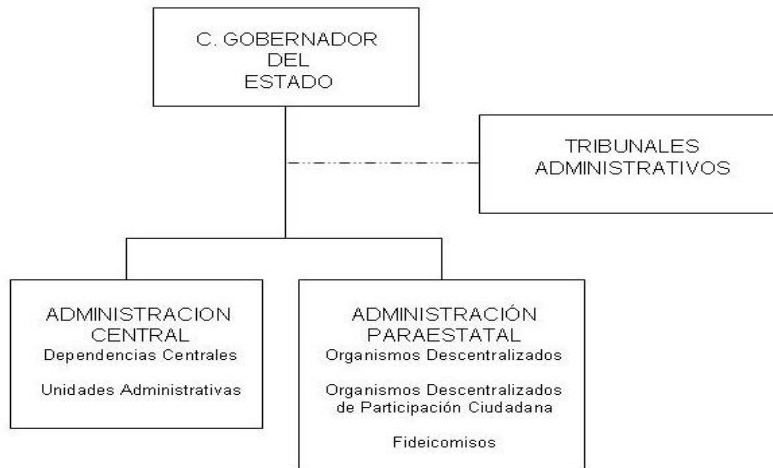 C. GOBERNADOR
DEL
ESTADO
TRIBUNALES
ADMINISTRATIVOS
ADMINISTRACION
CENTRAL
Dependencias Centrales
Unidades Administrativas
ADMINISTRACIÓN
PARAESTATAL
Organismos Descentralizados
Organismos Descentralizados
de Participación Ciudadana
Fideicomisos